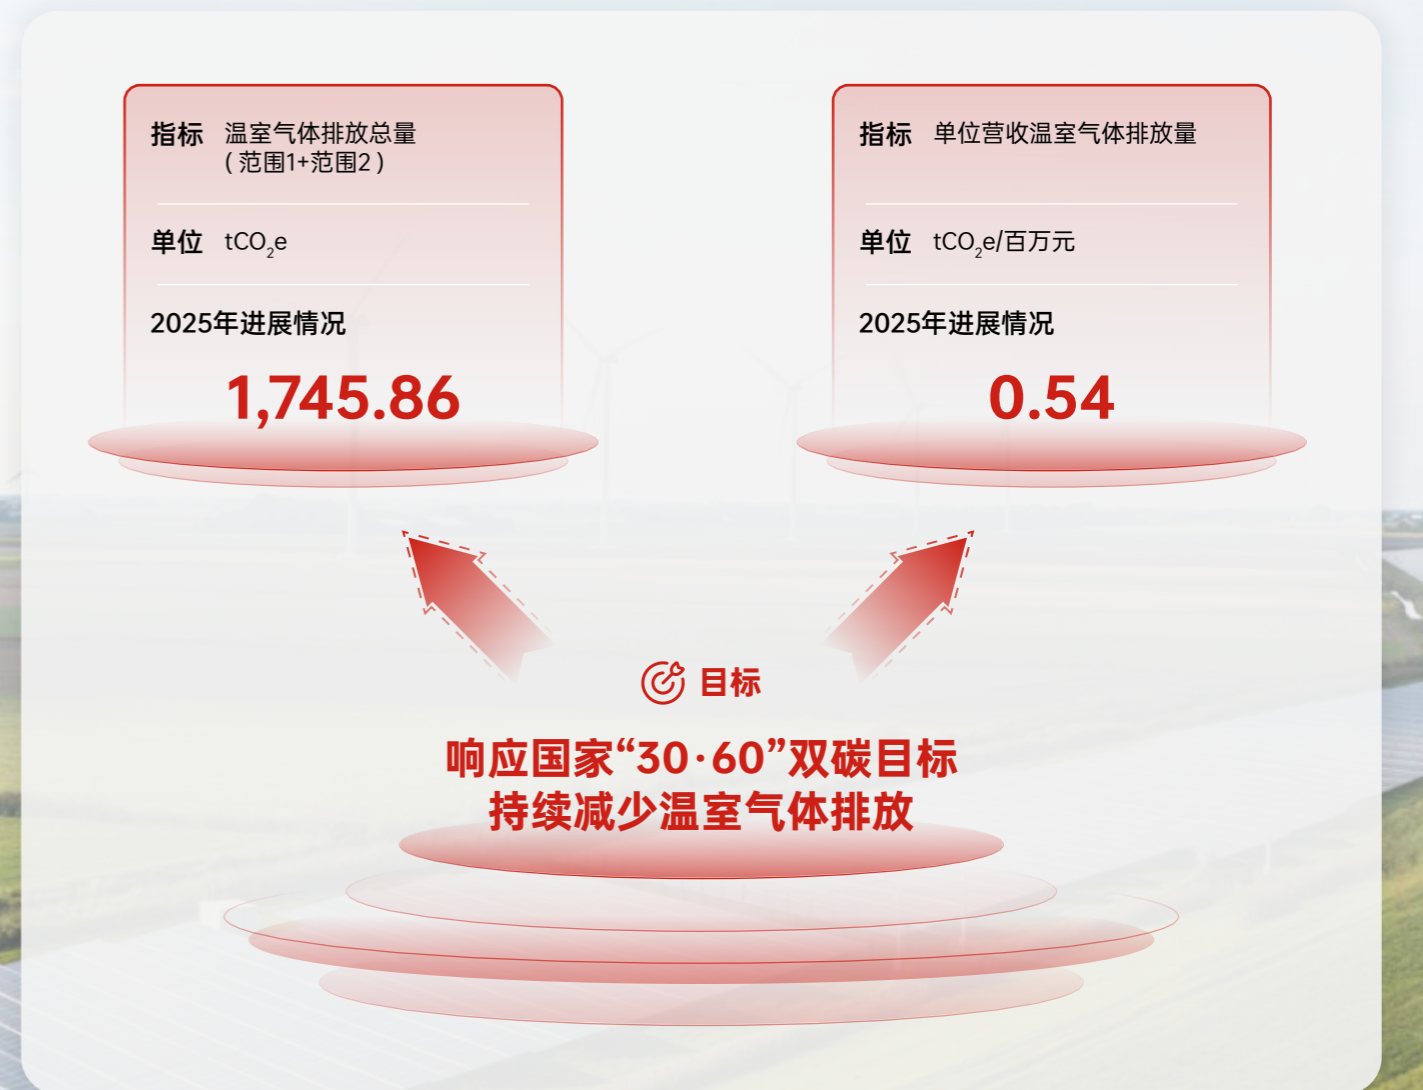 指标 温室气体排放总量
（范围1+范围2）
单位 tCO₂e
2025年进展情况
1,745.86
指标 单位营收温室气体排放量
单位 tCO₂e/百万元
2025年进展情况
0.54
目标
响应国家“30·60”双碳目标
持续减少温室气体排放